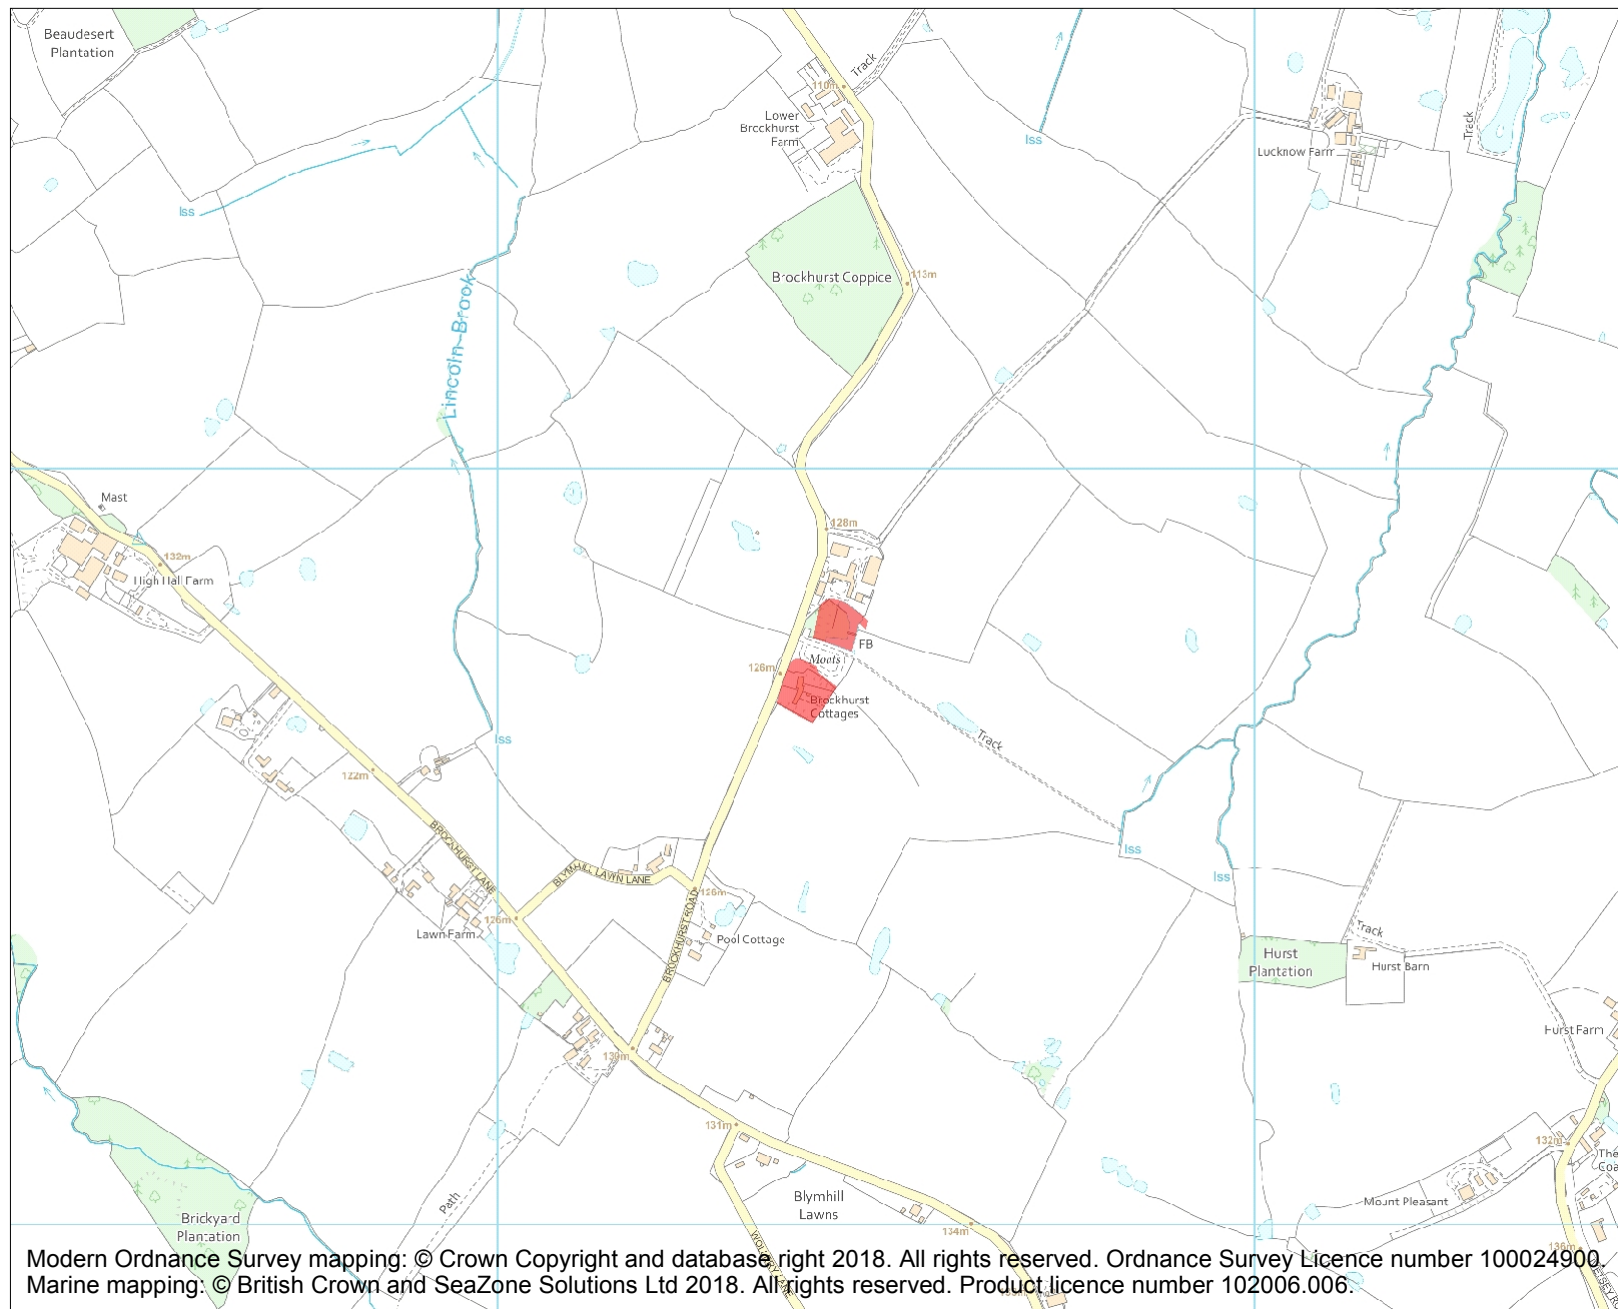 Beaudesert
Plantation
Track
110m
Lower
Brockhurst
Farm
Iss
Lucknow Farm
Track
Iss
Brockhurst Coppice
113m
Lincoln Brook
Mast
132m
High Hall Farm
128m
FB
Moats
126m
Brockhurst
Cottages
Track
Iss
122m
BROCKHURST LANE
BLYMHILL LAWN LANE
Iss
Iss
126m
126m
Lawn Farm
BROCKHURST ROAD
Pool Cottage
Track
Hurst
Plantation
Hurst Barn
Hurst Farm
130m
131m
132m
The
Coa
Path
Mount Pleasant
Blymhill
Lawns
Brickyard
Plantation
134m
136m
Modern Ordnance Survey mapping: © Crown Copyright and database right 2018. All rights reserved. Ordnance Survey Licence number 100024900.
Marine mapping: © British Crown and SeaZone Solutions Ltd 2018. All rights reserved. Product licence number 102006.006.